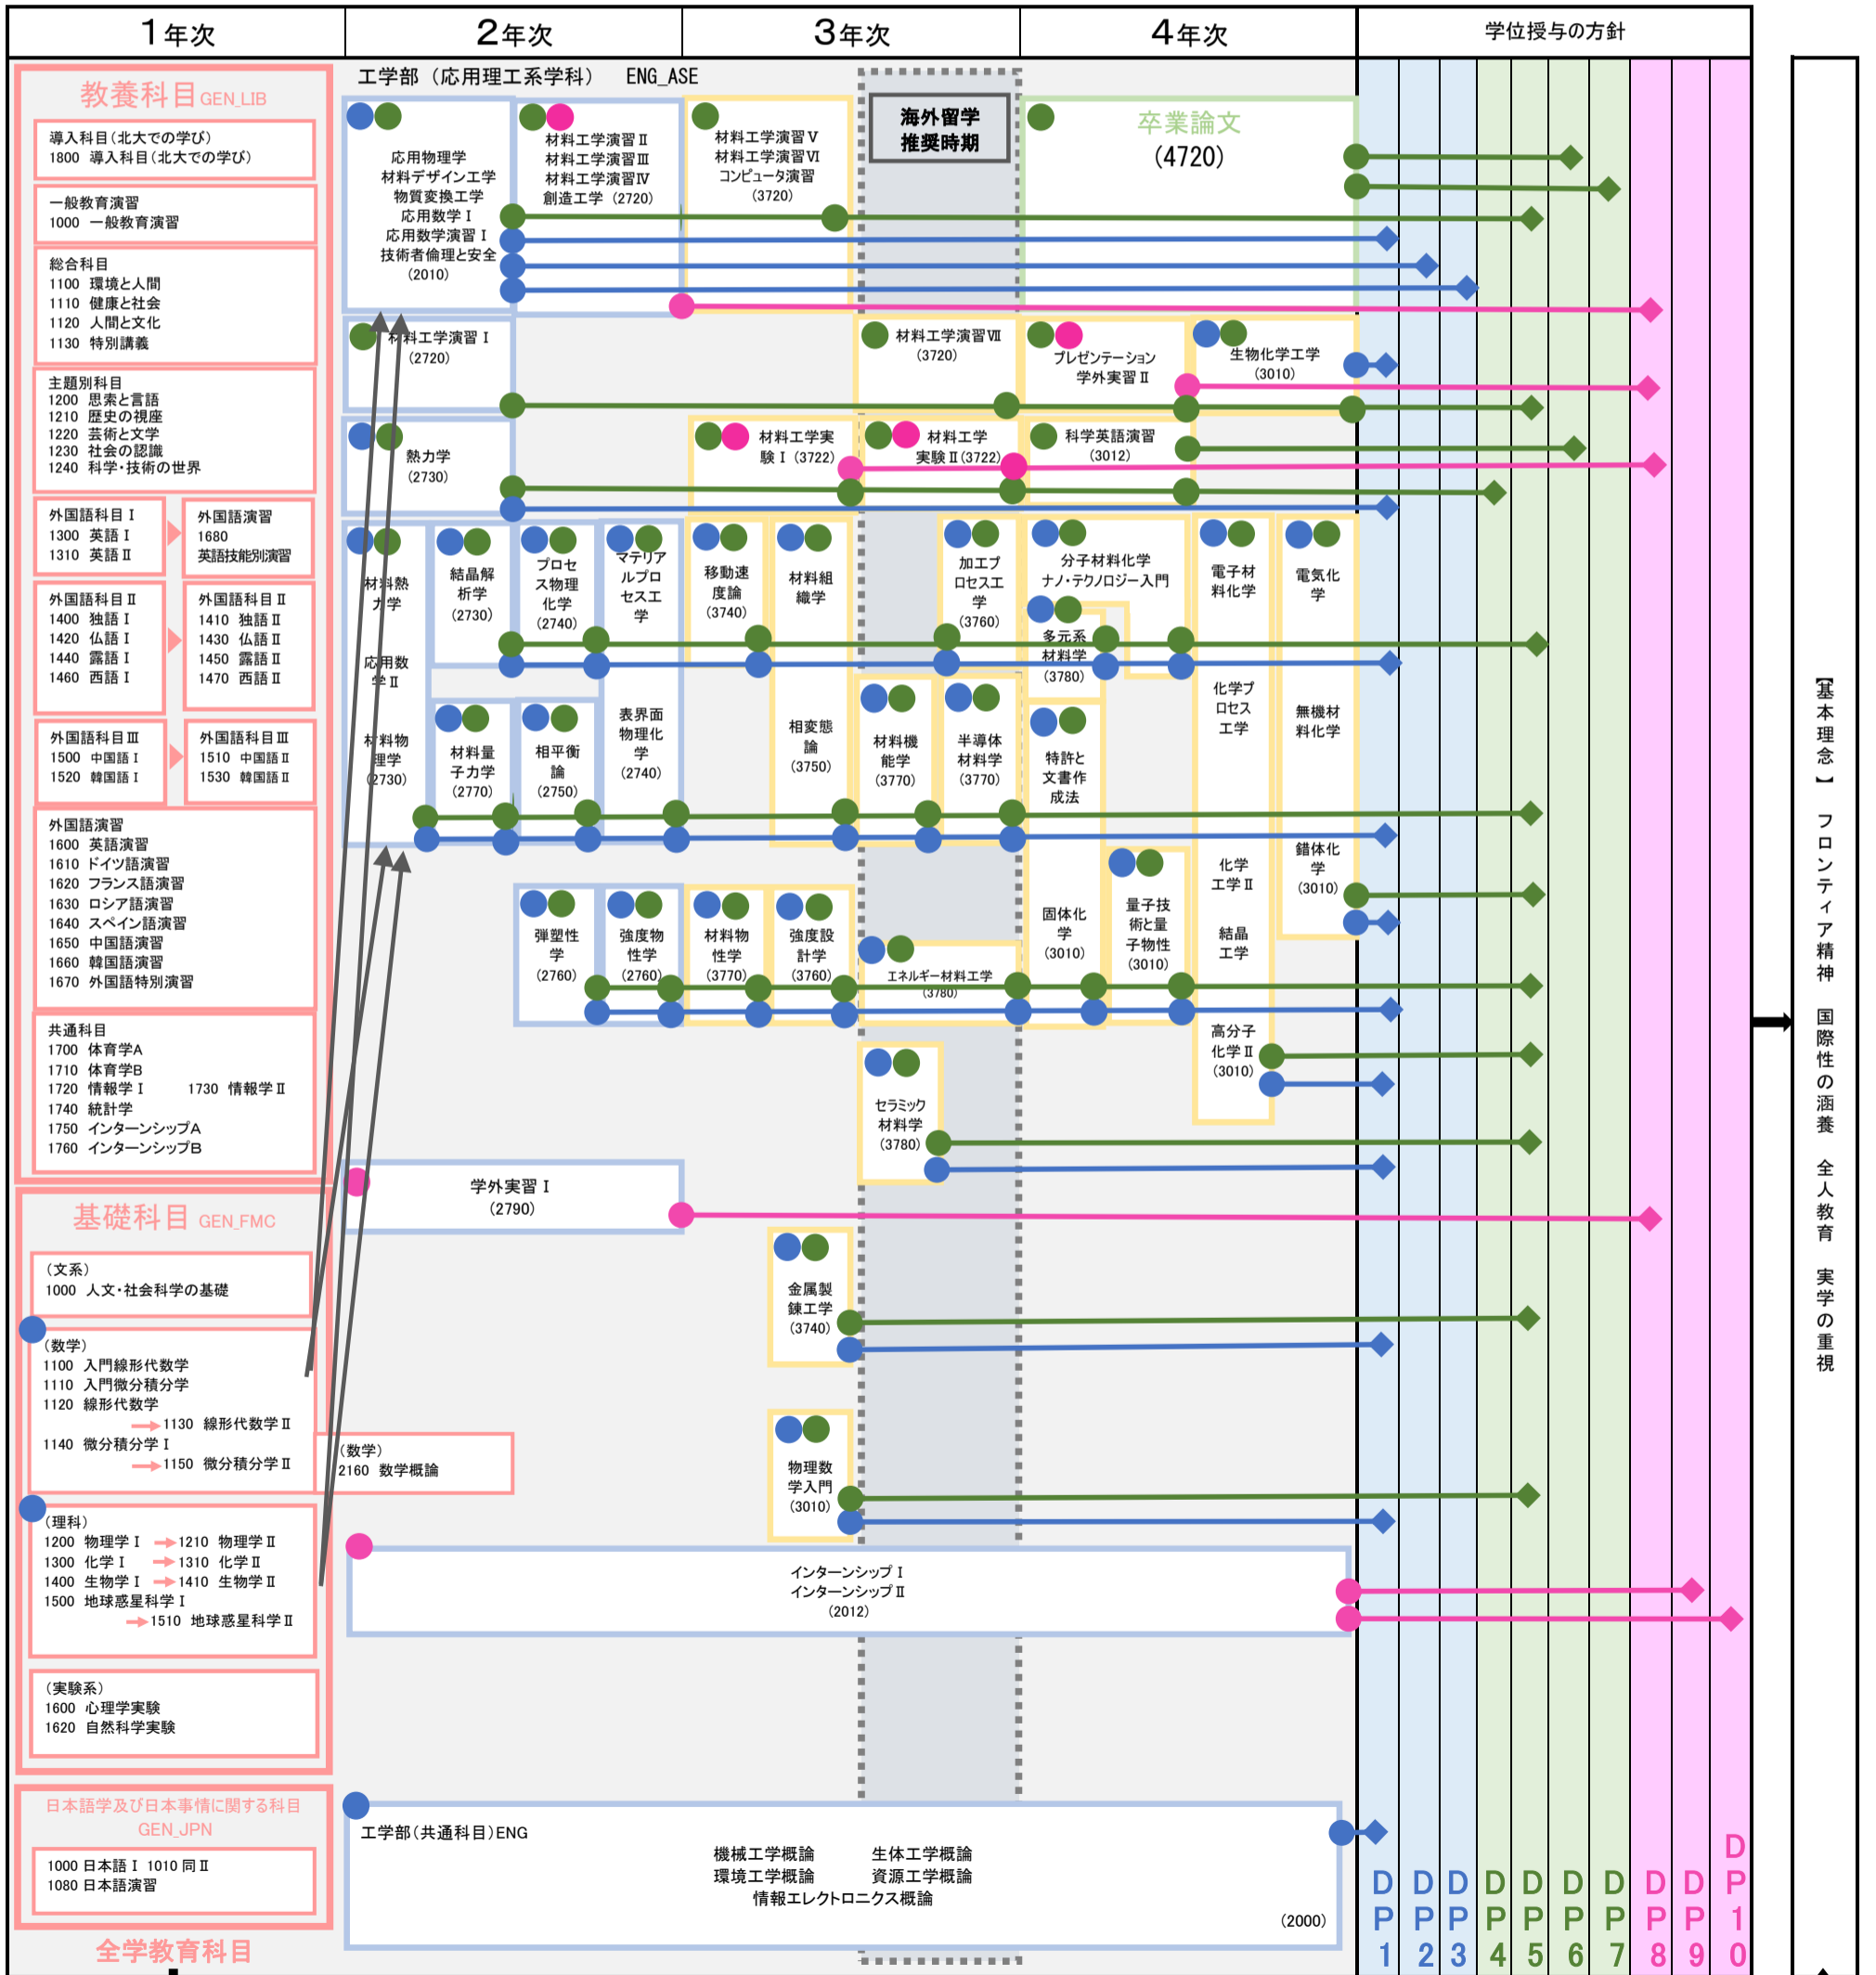 1年次
2年次
3年次
4年次
学位授与の方針
教養科目 GEN_LIB
導入科目(北大での学び)
1800 導入科目(北大での学び)
一般教育演習
1000 一般教育演習
総合科目
1100 環境と人間
1110 健康と社会
1120 人間と文化
1130 特別講義
主題別科目
1200 思索と言語
1210 歴史の視座
1220 芸術と文学
1230 社会の認識
1240 科学・技術の世界
外国語科目Ⅰ
1300 英語Ⅰ
1310 英語Ⅱ
外国語演習
1680
英語技能別演習
外国語科目Ⅱ
1400 独語Ⅰ
1420 仏語Ⅰ
1440 露語Ⅰ
1460 西語Ⅰ
外国語科目Ⅱ
1410 独語Ⅱ
1430 仏語Ⅱ
1450 露語Ⅱ
1470 西語Ⅱ
外国語科目Ⅲ
1500 中国語Ⅰ
1520 韓国語Ⅰ
外国語科目Ⅲ
1510 中国語Ⅱ
1530 韓国語Ⅱ
外国語演習
1600 英語演習
1610 ドイツ語演習
1620 フランス語演習
1630 ロシア語演習
1640 スペイン語演習
1650 中国語演習
1660 韓国語演習
1670 外国語特別演習
共通科目
1700 体育学A
1710 体育学B
1720 情報学Ⅰ 1730 情報学Ⅱ
1740 統計学
1750 インターンシップA
1760 インターンシップB
基礎科目 GEN_FMC
(文系)
1000 人文・社会科学の基礎
(数学)
1100 入門線形代数学
1110 入門微分積分学
1120 線形代数学
1130 線形代数学Ⅱ
1140 微分積分学Ⅰ
1150 微分積分学Ⅱ
(数学)
2160 数学概論
(理科)
1200 物理学Ⅰ 1210 物理学Ⅱ
1300 化学Ⅰ 1310 化学Ⅱ
1400 生物学Ⅰ 1410 生物学Ⅱ
1500 地球惑星科学Ⅰ
1510 地球惑星科学Ⅱ
(実験系)
1600 心理学実験
1620 自然科学実験
日本語学及び日本事情に関する科目
GEN_JPN
1000 日本語Ⅰ 1010 同Ⅱ
1080 日本語演習
全学教育科目
工学部(応用理工系学科) ENG_ASE
応用物理学
材料デザイン工学
物質変換工学
応用数学Ⅰ
応用数学演習Ⅰ
技術者倫理と安全
(2010)
材料工学演習Ⅱ
材料工学演習Ⅲ
材料工学演習Ⅳ
創造工学 (2720)
材料工学演習Ⅴ
材料工学演習Ⅵ
コンピュータ演習
(3720)
海外留学
推奨時期
卒業論文
(4720)
材料工学演習Ⅰ
(2720)
材料工学演習Ⅶ
(3720)
プレゼンテーション
学外実習Ⅱ
生物化学工学
(3010)
熱力学
(2730)
材料工学実
験Ⅰ(3722)
材料工学
実験Ⅱ(3722)
科学英語演習
(3012)
材料熱
力学
応用数
学Ⅱ
材料物
理学
(2730)
結晶解
析学
(2730)
プロセ
ス物理
化学
(2740)
マテリア
ルプロ
セス工
学
表界面
物理化
学
(2740)
移動速
度論
(3740)
材料組
織学
相変態
論
(3750)
加工プ
ロセス工
学
(3760)
分子材料化学
ナノ・テクノロジー入門
多元系
材料学
(3780)
電子材
料化学
化学プ
ロセス
工学
化学
工学Ⅱ
結晶
工学
高分子
化学Ⅱ
(3010)
電気化
学
無機材
料化学
錯体化
学
(3010)
材料量
子力学
(2770)
相平衡
論
(2750)
材料機
能学
(3770)
半導体
材料学
(3770)
特許と
文書作
成法
固体化
学
(3010)
量子技
術と量
子物性
(3010)
弾塑性
学
(2760)
強度物
性学
(2760)
材料物
性学
(3770)
強度設
計学
(3760)
エネルギー材料工学
(3780)
セラミック
材料学
(3780)
学外実習Ⅰ
(2790)
金属製
錬工学
(3740)
物理数
学入門
(3010)
インターンシップⅠ
インターンシップⅡ
(2012)
工学部(共通科目)ENG
機械工学概論 生体工学概論
環境工学概論 資源工学概論
情報エレクトロニクス概論
(2000)
DP1
DP2
DP3
DP4
DP5
DP6
DP7
DP8
DP9
DP10
【基本理念】 フロンティア精神 国際性の涵養 全人教育 実学の重視